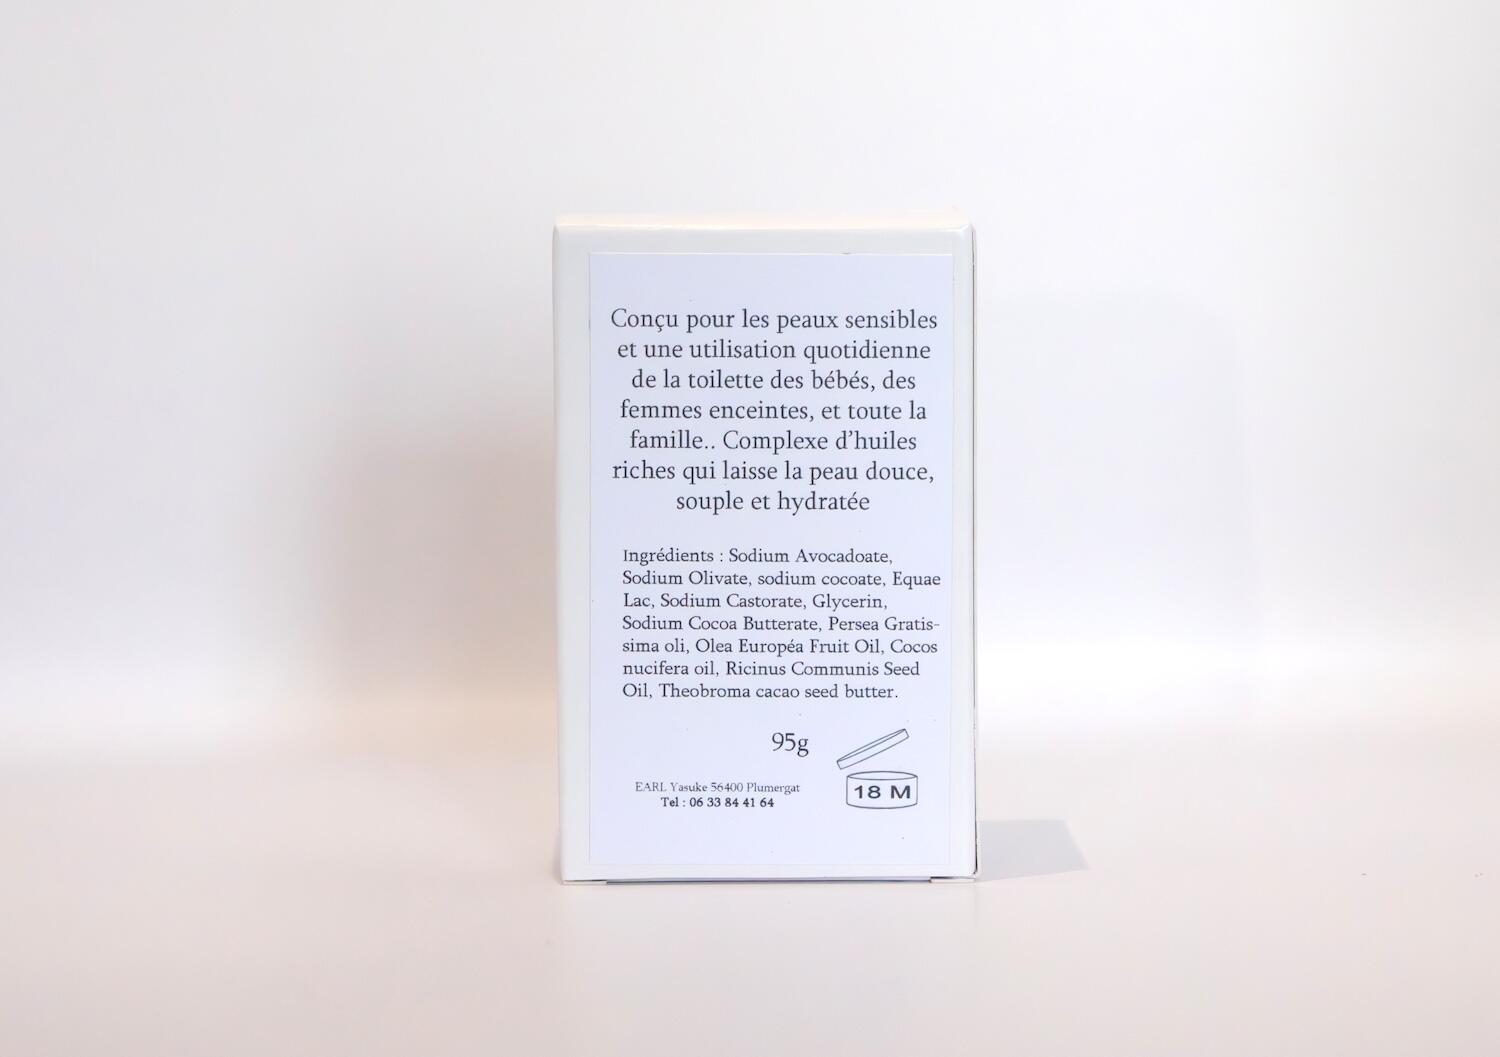 Conçu pour les peaux sensibles
et une utilisation quotidienne
de la toilette des bébés, des
femmes enceintes, et toute la
famille.. Complexe d’huiles
riches qui laisse la peau douce,
souple et hydratée
Ingrédients : Sodium Avocadoate,
Sodium Olivate, sodium cocoate, Equae
Lac, Sodium Castorate, Glycerin,
Sodium Cocoa Butterate, Persea Gratis-
sima oli, Olea Européa Fruit Oil, Cocos
nucifera oil, Ricinus Communis Seed
Oil, Theobroma cacao seed butter.
95g
EARL Yasuke 56400 Plumergat
Tel : 06 33 84 41 64
18 M